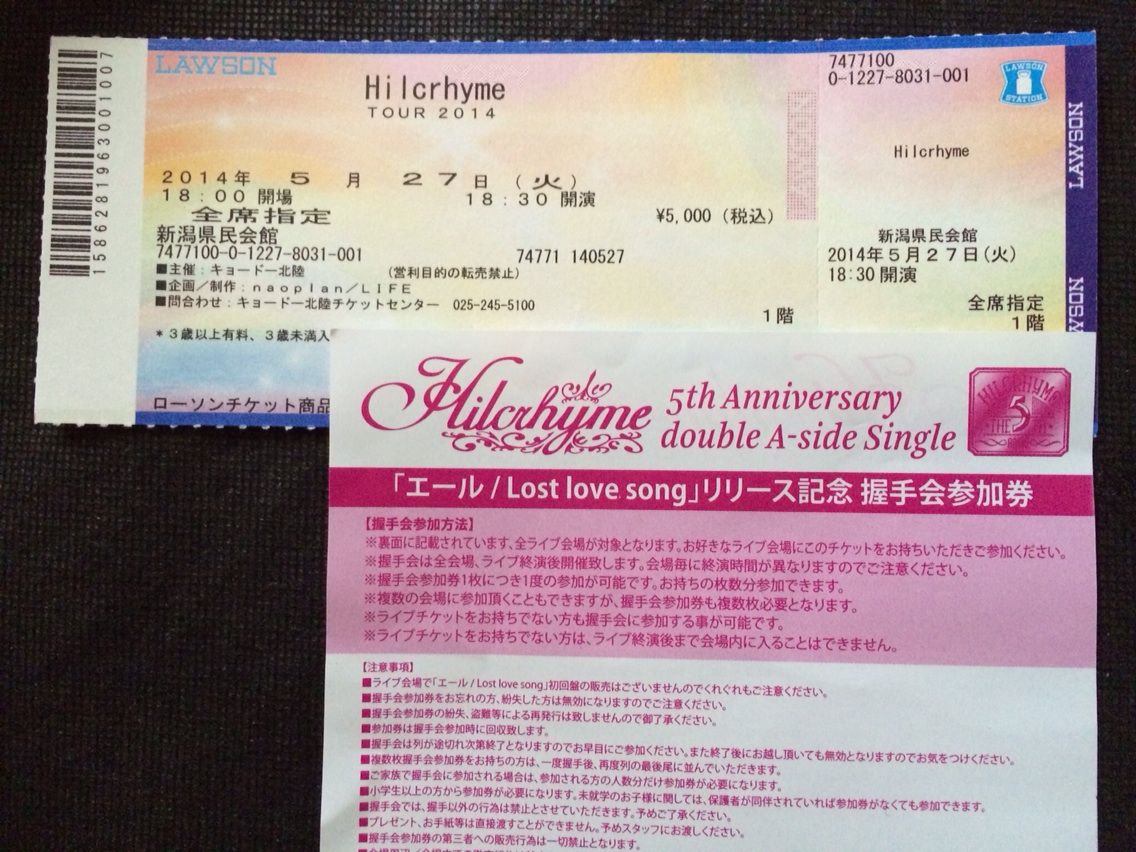 LAWSON
Hilcrhyme
TOUR 2014
2014年 5 月 27日 (火)
18:00 開場 18:30 開演
全席指定
¥5,000 (税込)
新潟県民会館
7477100-0-1227-8031-001 74771 140527
■主催:キョードー北陸 (営利目的の転売禁止)
■企画/制作:naoplan/LIFE
■問合わせ:キョードー北陸チケットセンター 025-245-5100
1階
*3歳以上有料、3歳未満入
ローソンチケット商品
1586281963001007
7477100
0-1227-8031-001
LAWSON
STATION
Hilcrhyme
新潟県民会館
2014年5月27日(火)
18:30 開演
全席指定
1階
LAWSON
WSON
Hilcrhyme
5th Anniversary
double A-side Single
HILCRHYME
5
THE
「エール / Lost love song」リリース記念 握手会参加券
【握手会参加方法】
※裏面に記載されています、全ライブ会場が対象となります。お好きなライブ会場にこのチケットをお持ちいただきご参加ください。
※握手会は全会場、ライブ終演後開催致します。会場毎に終演時間が異なりますのでご注意ください。
※握手会参加券1枚につき1度の参加が可能です。お持ちの枚数分参加できます。
※複数の会場に参加頂くこともできますが、握手会参加券も複数枚必要となります。
※ライブチケットをお持ちでない方も握手会に参加する事が可能です。
※ライブチケットをお持ちでない方は、ライブ終演後まで会場内に入ることはできません。
【注意事項】
■ライブ会場で「エール / Lost love song」初回盤の販売はございませんのでくれぐれもご注意ください。
■握手会参加券をお忘れの方、紛失した方は無効になりますのでご注意ください。
■握手会参加券の紛失、盗難等による再発行は致しませんので御了承ください。
■参加券は握手会参加時に回収致します。
■握手会は列が途切れ次第終了となりますのでお早目にご参加ください。また終了後にお越し頂いても無効となりますのでお気をつけください。
■複数枚握手会参加券をお持ちの方は、一度握手後、再度列の最後尾に並んでいただきます。
■ご家族で握手会に参加される場合は、参加される方の人数分だけ参加券が必要になります。
■小学生以上の方から参加券が必要になります。未就学のお子様に関しては、保護者が同伴されていれば参加券がなくても参加できます。
■握手会では、握手以外の行為は禁止とさせていただきます。予めご了承ください。
■プレゼント、お手紙等は直接渡すことができません。予めスタッフにお渡しください。
■握手会参加券の第三者への販売行為は一切禁止となります。